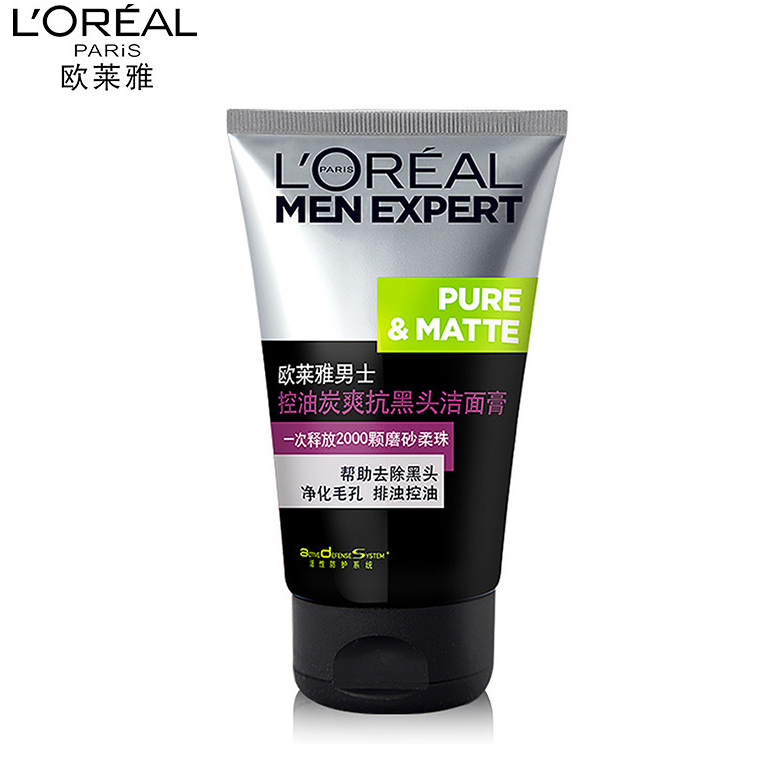 L'ORÉAL
PARiS
欧莱雅
L'ORÉAL
PARIS
MEN EXPERT
PURE
& MATTE
欧莱雅男士
控油炭爽抗黑头洁面膏
一次释放2000颗磨砂柔珠
帮助去除黑头
净化毛孔 排浊控油
ACTIVE DEFENSE SYSTEM
活性防护系统